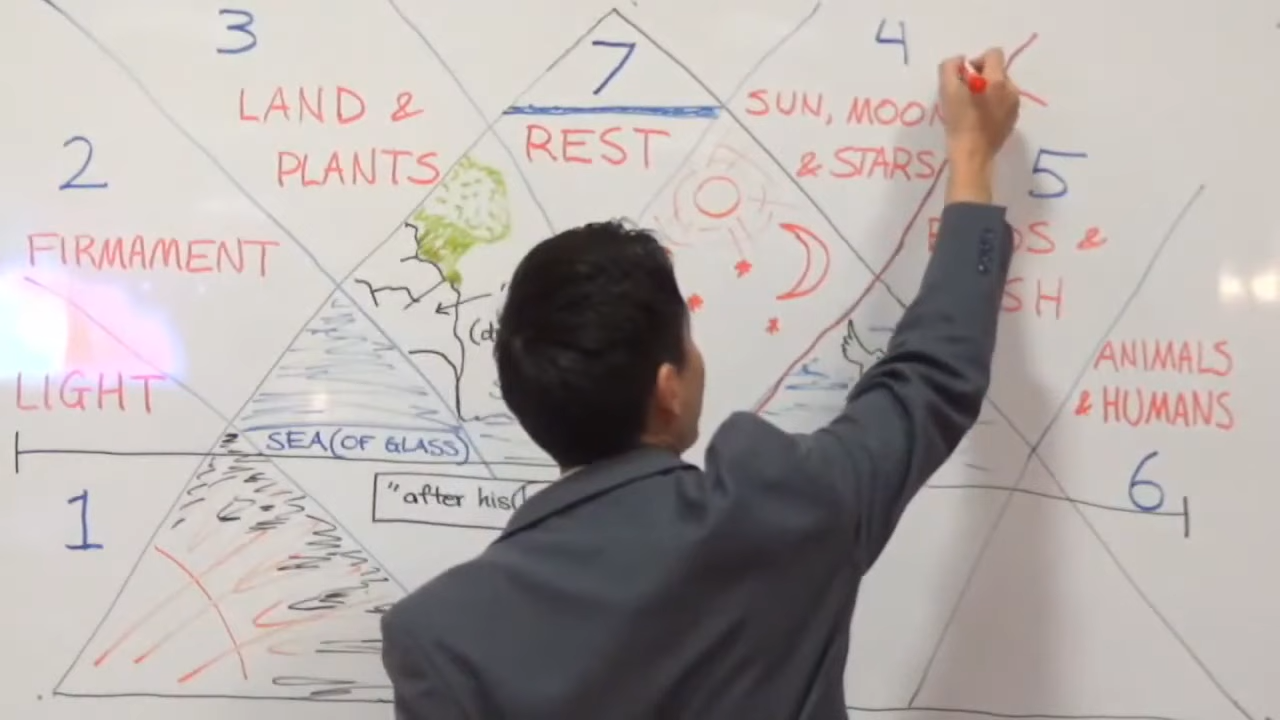 3
4
7
LAND &
PLANTS
REST
SUN, MOON
& STARS
2
5
FIRMAMENT
&
ANIMALS
& HUMANS
LIGHT
SEA (OF GLASS)
6
1
"after his